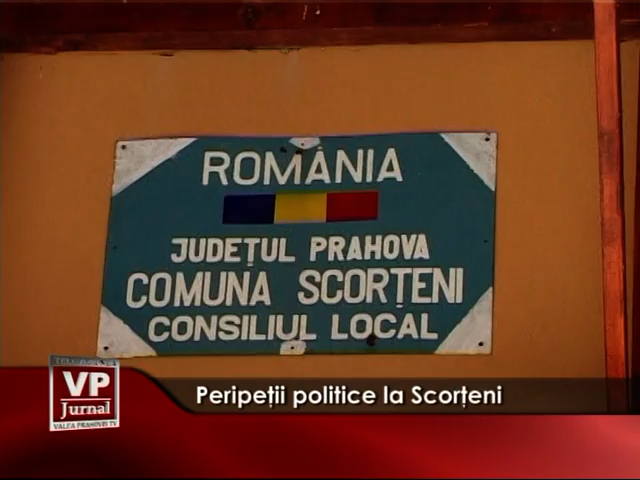 ROMÂNIA
JUDEȚUL PRAHOVA
COMUNA SCORȚENI
CONSILIUL LOCAL
Peripeții politice la Scorțeni
VP
Jurnal
VALEA PRAHOVEI TV